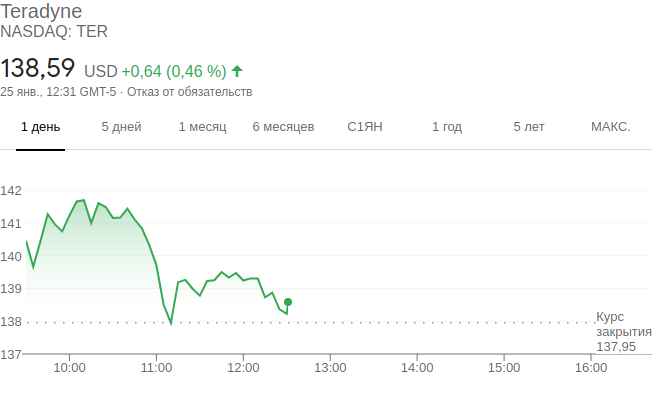 Teradyne
NASDAQ: TER
138,59 USD +0,64 (0,46 %)
25 янв., 12:31 GMT-5 · Отказ от обязательств
1 день 5 дней 1 месяц 6 месяцев С1ЯН 1 год 5 лет МАКС.
142
141
140
139
138
Курс
закрытия
137,95
137
10:00 11:00 12:00 13:00 14:00 15:00 16:00